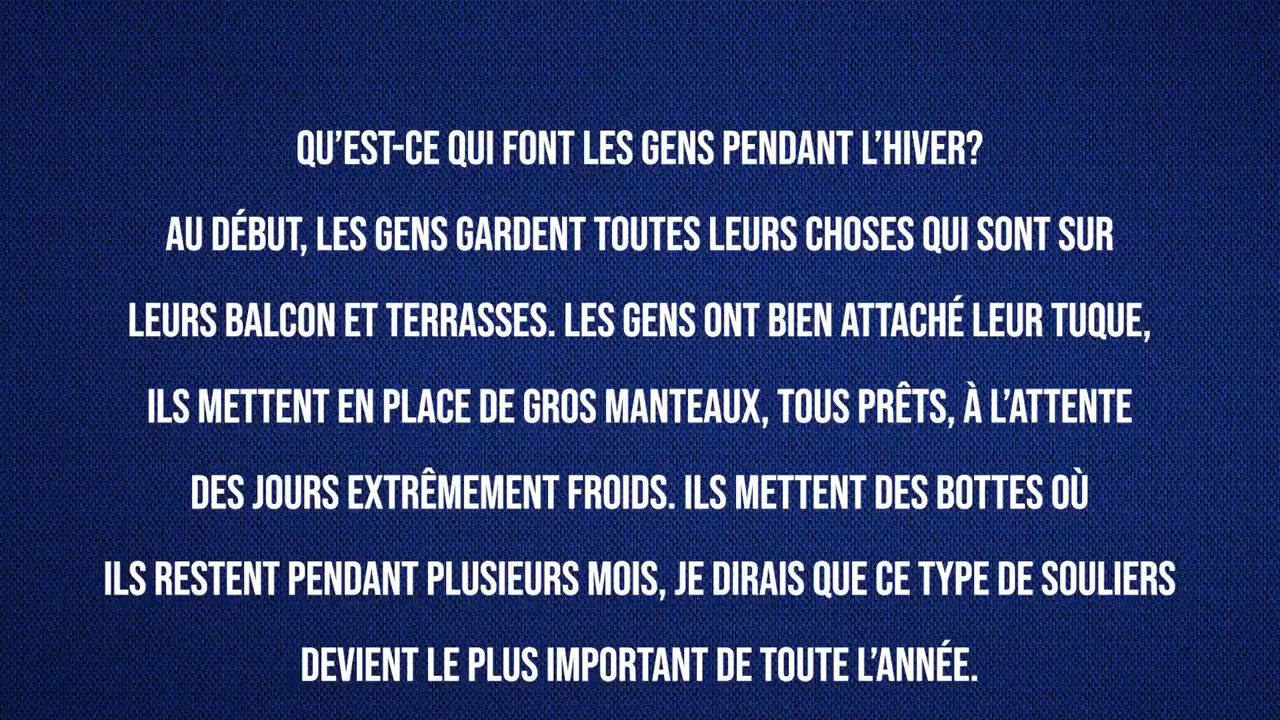 QU’EST-CE QUI FONT LES GENS PENDANT L’HIVER?
AU DÉBUT, LES GENS GARDENT TOUTES LEURS CHOSES QUI SONT SUR
LEURS BALCON ET TERRASSES. LES GENS ONT BIEN ATTACHÉ LEUR TUQUE,
ILS METTENT EN PLACE DE GROS MANTEAUX, TOUS PRÊTS, À L’ATTENTE
DES JOURS EXTRÊMEMENT FROIDS. ILS METTENT DES BOTTES OÙ
ILS RESTENT PENDANT PLUSIEURS MOIS, JE DIRAIS QUE CE TYPE DE SOULIERS
DEVIENT LE PLUS IMPORTANT DE TOUTE L’ANNÉE.